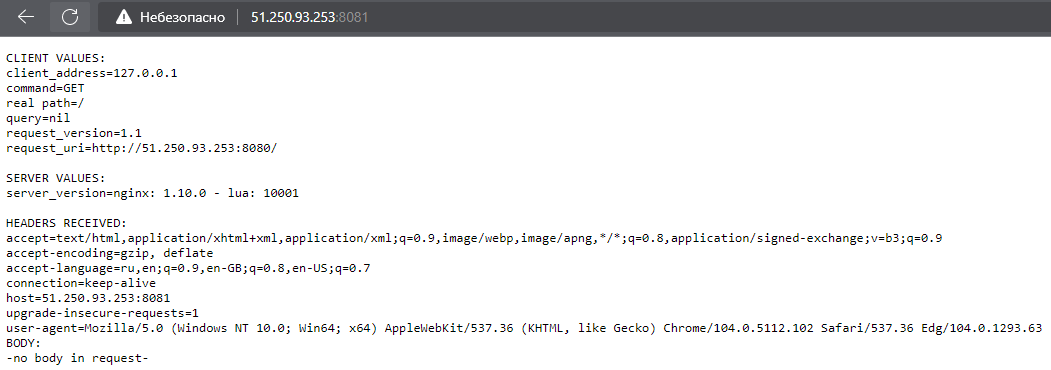 Небезопасно 51.250.93.253:8081
CLIENT VALUES:
client_address=127.0.0.1
command=GET
real path=/
query=nil
request_version=1.1
request_uri=http://51.250.93.253:8080/
SERVER VALUES:
server_version=nginx: 1.10.0 - lua: 10001
HEADERS RECEIVED:
accept=text/html,application/xhtml+xml,application/xml;q=0.9,image/webp,image/apng,*/*;q=0.8,application/signed-exchange;v=b3;q=0.9
accept-encoding=gzip, deflate
accept-language=ru,en;q=0.9,en-GB;q=0.8,en-US;q=0.7
connection=keep-alive
host=51.250.93.253:8081
upgrade-insecure-requests=1
user-agent=Mozilla/5.0 (Windows NT 10.0; Win64; x64) AppleWebKit/537.36 (KHTML, like Gecko) Chrome/104.0.5112.102 Safari/537.36 Edg/104.0.1293.63
BODY:
-no body in request-